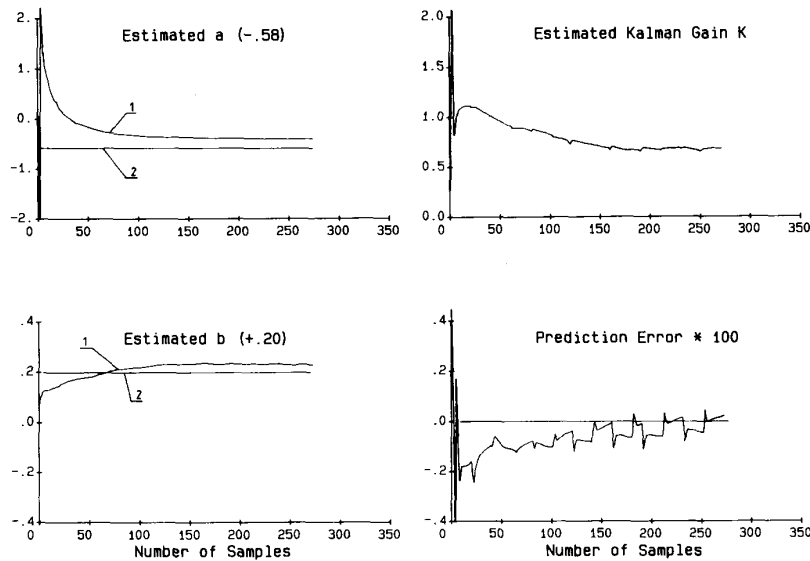 Estimated a (-.58)
2.
1.
-0.
-1.
-2.
1
2
0 50 100 150 200 250 300 350
Estimated Kalman Gain K
2.0
1.5
1.0
0.5
0.0
0 50 100 150 200 250 300 350
Estimated b (+.20)
.4
.2
.0
-.2
-.4
1
2
0 50 100 150 200 250 300 350
Number of Samples
Prediction Error * 100
.4
.2
.0
-.2
-.4
0 50 100 150 200 250 300 350
Number of Samples